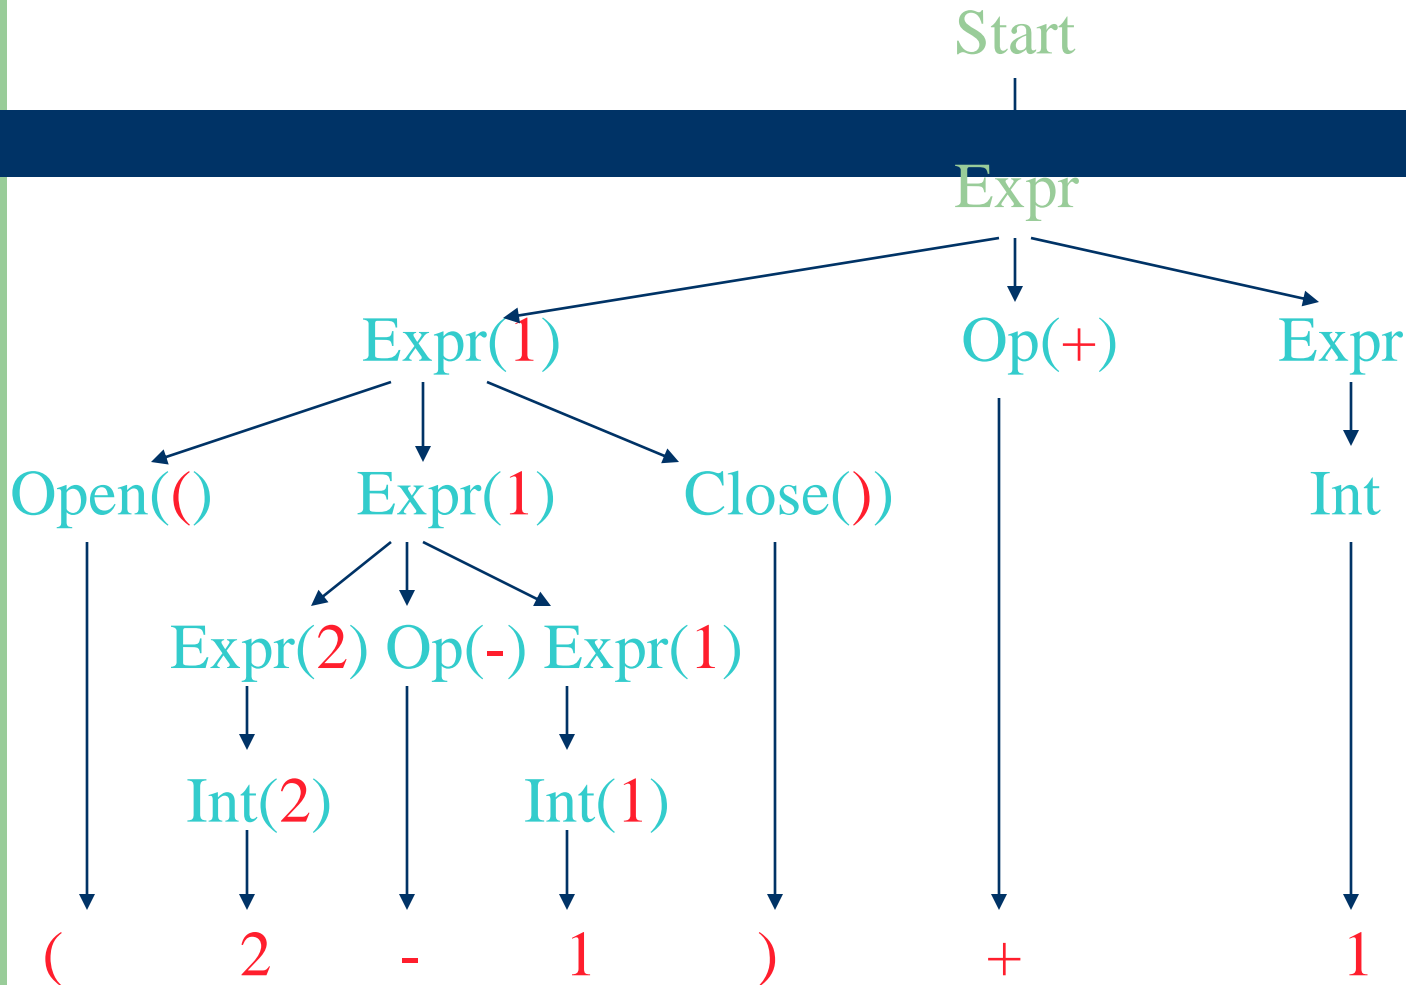 Start
Expr
Expr(1) Op(+) Expr
Open(() Expr(1) Close()) Int
Expr(2) Op(-) Expr(1)
Int(2) Int(1)
( 2 - 1 ) + 1